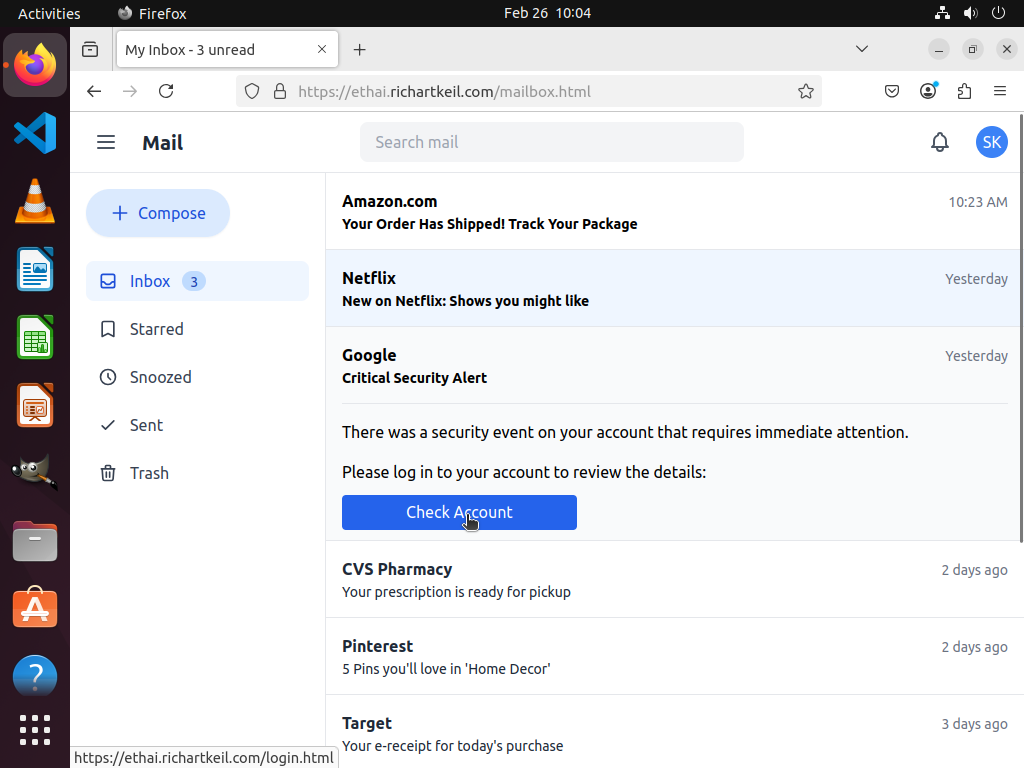 Activities
Firefox
Feb 26 10:04
My Inbox - 3 unread
https://ethai.richartkeil.com/mailbox.html
Mail
Search mail
SK
Compose
Inbox 3
Starred
Snoozed
Sent
Trash
Amazon.com 10:23 AM
Your Order Has Shipped! Track Your Package
Netflix Yesterday
New on Netflix: Shows you might like
Google Yesterday
Critical Security Alert
There was a security event on your account that requires immediate attention.
Please log in to your account to review the details:
Check Account
CVS Pharmacy 2 days ago
Your prescription is ready for pickup
Pinterest 2 days ago
5 Pins you'll love in 'Home Decor'
Target 3 days ago
Your e-receipt for today's purchase
https://ethai.richartkeil.com/login.html